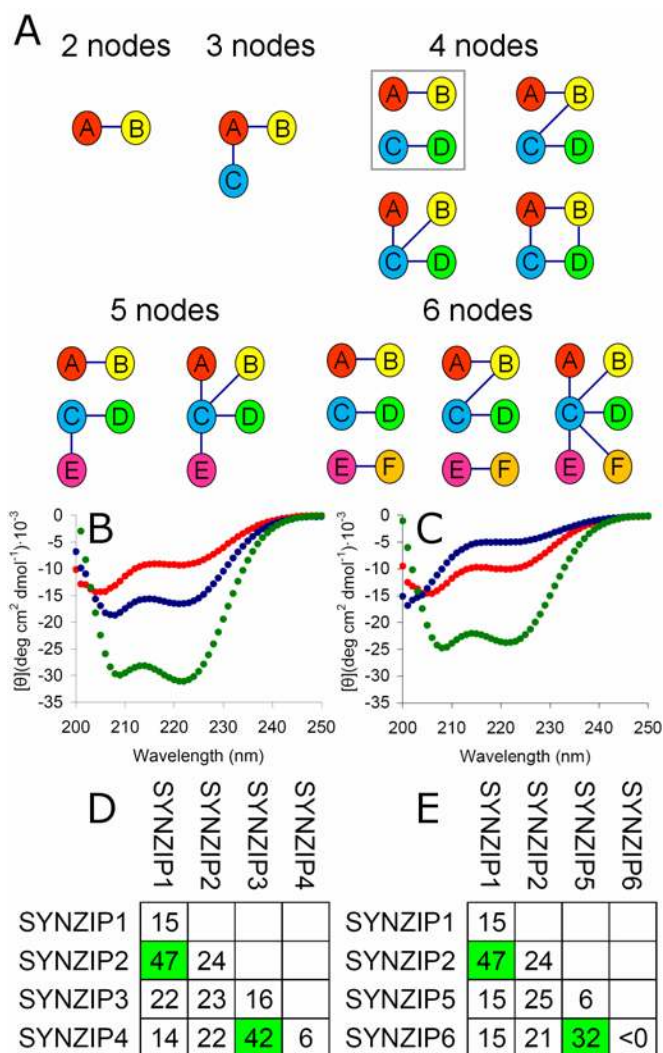 A
2 nodes 3 nodes 4 nodes
A B
A B
C
A B
C D
A B
C D
A B
C D
A B
C D
5 nodes 6 nodes
A B
C D
E
A B
C D
E
A B
C D
E F
A B
C D
E F
A B
C D
E F
B
[θ](deg cm² dmol⁻¹)·10⁻³
0
-5
-10
-15
-20
-25
-30
-35
200 210 220 230 240 250
Wavelength (nm)
C
[θ](deg cm² dmol⁻¹)·10⁻³
0
-5
-10
-15
-20
-25
-30
-35
200 210 220 230 240 250
Wavelength (nm)
D
SYNZIP1 SYNZIP2 SYNZIP3 SYNZIP4
SYNZIP1 15
SYNZIP2 47 24
SYNZIP3 22 23 16
SYNZIP4 14 22 42 6
E
SYNZIP1 SYNZIP2 SYNZIP5 SYNZIP6
SYNZIP1 15
SYNZIP2 47 24
SYNZIP5 15 25 6
SYNZIP6 15 21 32 <0